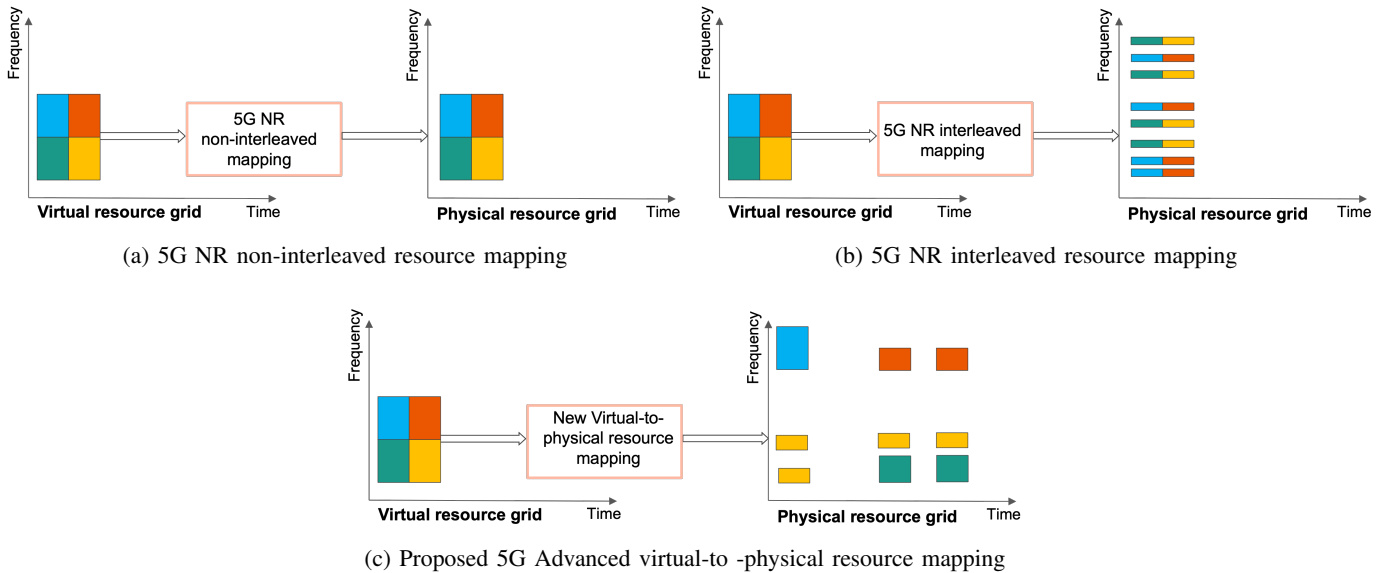 Frequency
5G NR
non-interleaved
mapping
Virtual resource grid
Time
Frequency
Physical resource grid
Time
(a) 5G NR non-interleaved resource mapping
Frequency
5G NR interleaved
mapping
Virtual resource grid
Time
Frequency
Physical resource grid
Time
(b) 5G NR interleaved resource mapping
Frequency
New Virtual-to-
physical resource
mapping
Virtual resource grid
Time
Frequency
Physical resource grid
Time
(c) Proposed 5G Advanced virtual-to -physical resource mapping